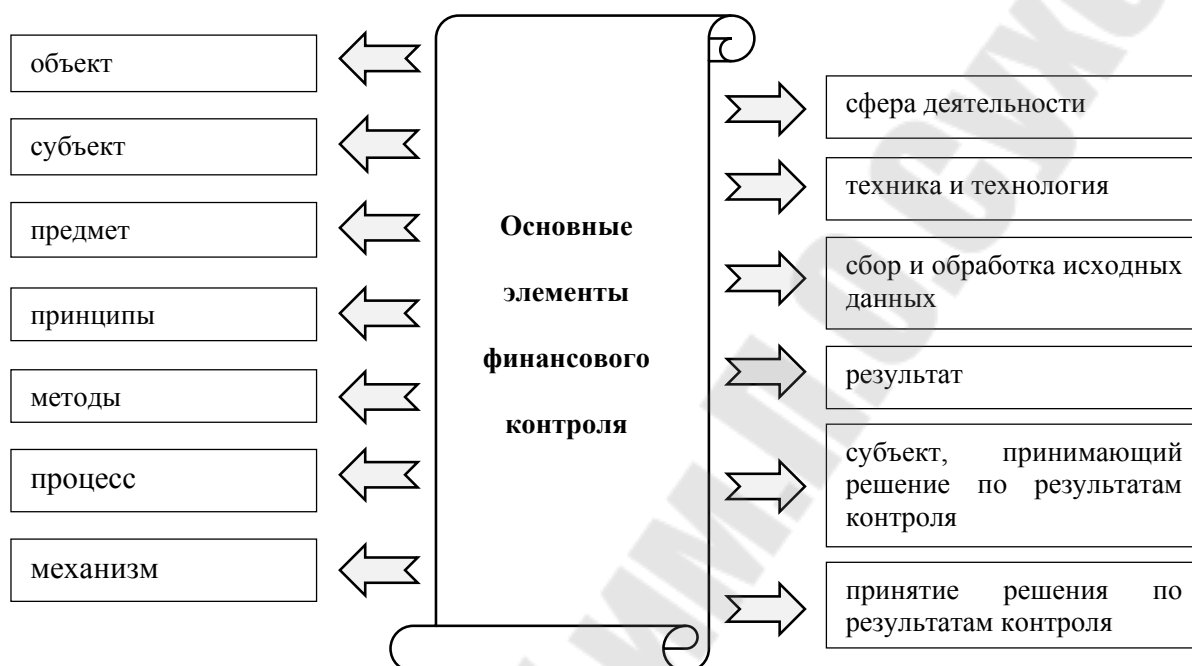 объект
субъект
предмет
принципы
методы
процесс
механизм
Основные
элементы
финансового
контроля
сфера деятельности
техника и технология
сбор и обработка исходных
данных
результат
субъект, принимающий
решение по результатам
контроля
принятие решения по
результатам контроля